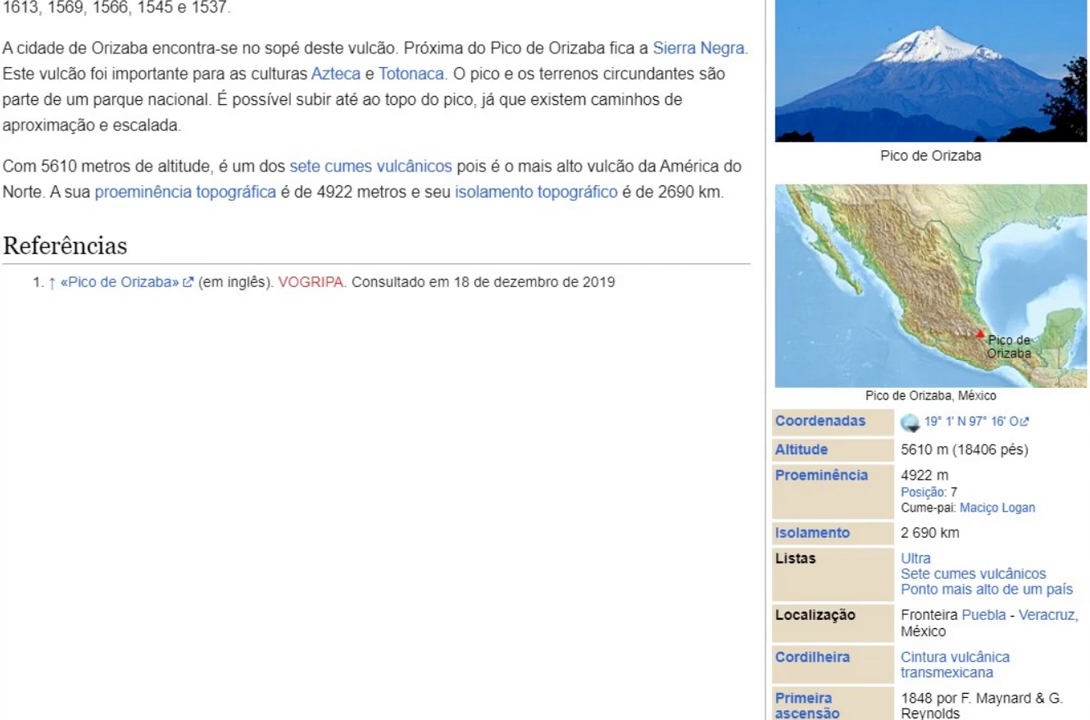 1613, 1569, 1566, 1545 e 1537.
A cidade de Orizaba encontra-se no sopé deste vulcão. Próxima do Pico de Orizaba fica a Sierra Negra.
Este vulcão foi importante para as culturas Azteca e Totonaca. O pico e os terrenos circundantes são
parte de um parque nacional. É possível subir até ao topo do pico, já que existem caminhos de
aproximação e escalada.
Com 5610 metros de altitude, é um dos sete cumes vulcânicos pois é o mais alto vulcão da América do
Norte. A sua proeminência topográfica é de 4922 metros e seu isolamento topográfico é de 2690 km.
Referências
1. ↑ «Pico de Orizaba» (em inglês). VOGRIPA. Consultado em 18 de dezembro de 2019
Pico de Orizaba
Pico de
Orizaba
Pico de Orizaba, México
Coordenadas 19° 1' N 97° 16' O
Altitude 5610 m (18406 pés)
Proeminência 4922 m
Posição: 7
Cume-pai: Maciço Logan
Isolamento 2 690 km
Listas Ultra
Sete cumes vulcânicos
Ponto mais alto de um país
Localização Fronteira Puebla - Veracruz,
México
Cordilheira Cintura vulcânica
transmexicana
Primeira 1848 por F. Maynard & G.
ascensão Reynolds